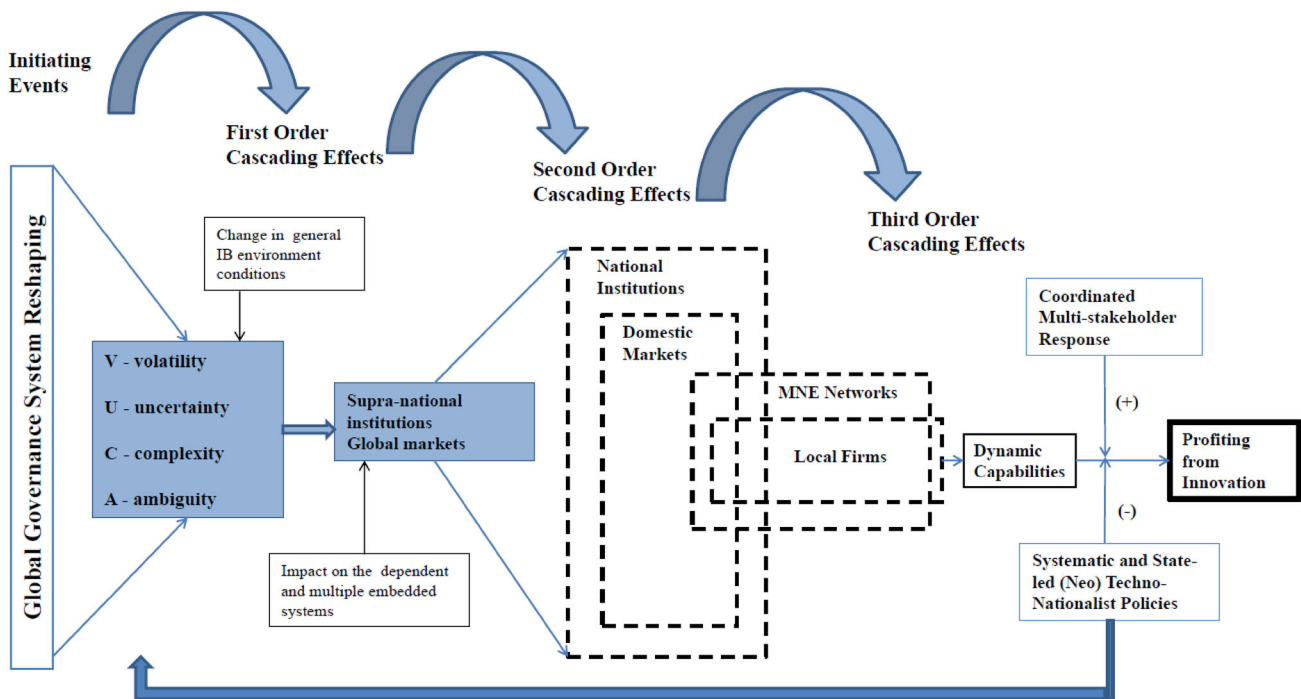 Initiating
Events
First Order
Cascading Effects
Second Order
Cascading Effects
Third Order
Cascading Effects
Global Governance System Reshaping
Change in general
IB environment
conditions
V - volatility
U - uncertainty
C - complexity
A - ambiguity
Supra-national
institutions
Global markets
Impact on the dependent
and multiple embedded
systems
National
Institutions
Domestic
Markets
MNE Networks
Local Firms
Dynamic
Capabilities
Coordinated
Multi-stakeholder
Response
(+)
Profiting
from
Innovation
(-)
Systematic and State-
led (Neo) Techno-
Nationalist Policies